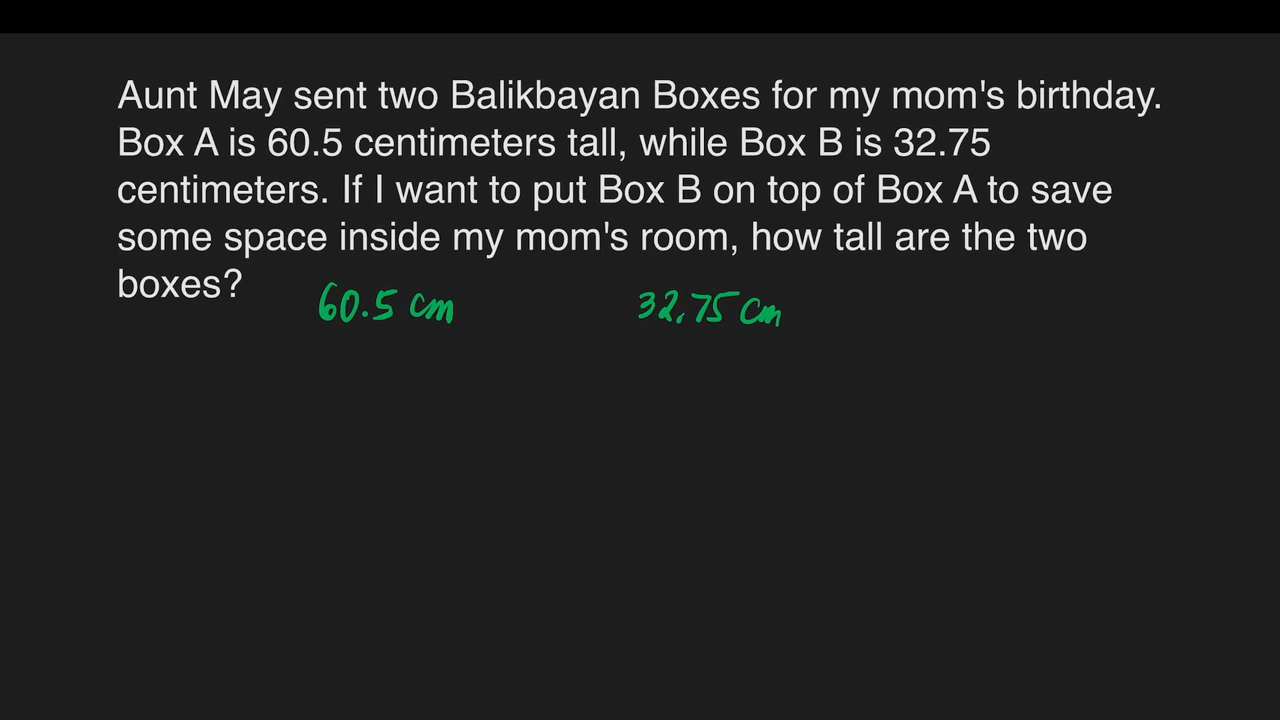 Aunt May sent two Balikbayan Boxes for my mom's birthday.
Box A is 60.5 centimeters tall, while Box B is 32.75
centimeters. If I want to put Box B on top of Box A to save
some space inside my mom's room, how tall are the two
boxes?
60.5 cm 32.75 cm